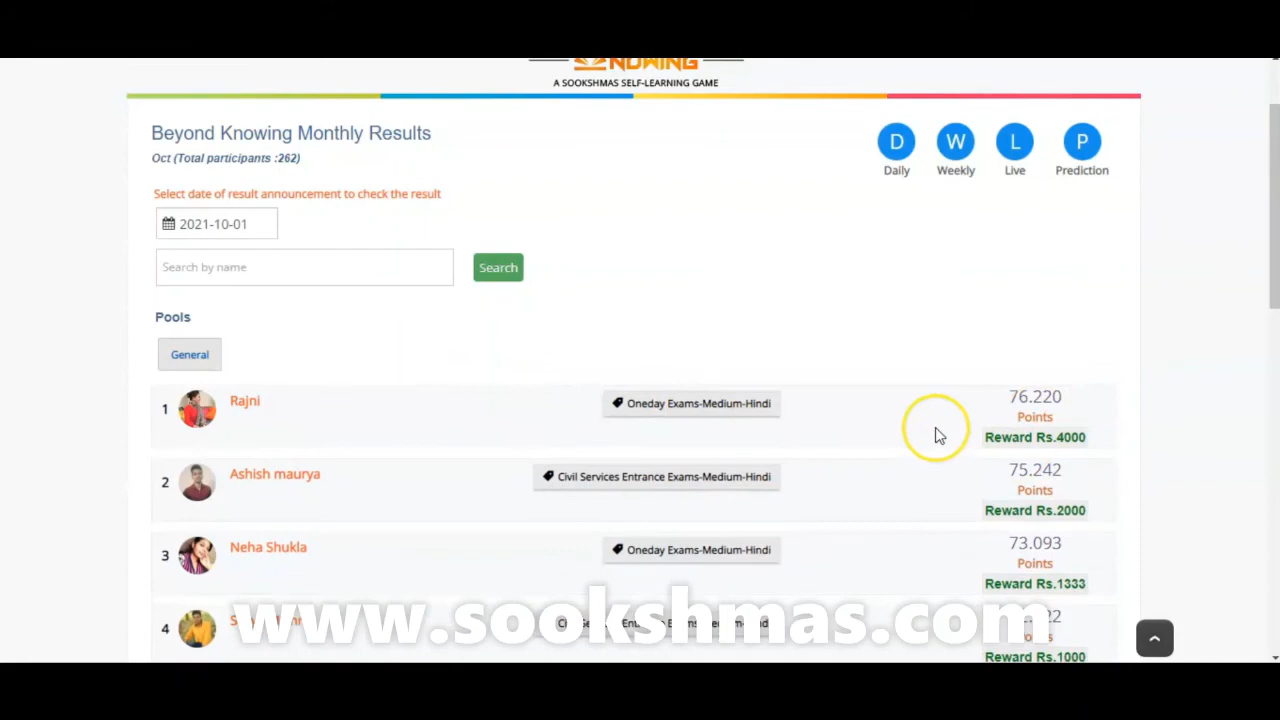 NOWING
A SOOKSHMAS SELF-LEARNING GAME
Beyond Knowing Monthly Results
Oct (Total participants :262)
D
W
L
P
Daily
Weekly
Live
Prediction
Select date of result announcement to check the result
2021-10-01
Search by name
Search
Pools
General
1
Rajni
Oneday Exams-Medium-Hindi
76.220
Points
Reward Rs.4000
2
Ashish maurya
Civil Services Entrance Exams-Medium-Hindi
75.242
Points
Reward Rs.2000
3
Neha Shukla
Oneday Exams-Medium-Hindi
73.093
Points
Reward Rs.1333
4
www.sookshmas.com
Reward Rs.1000